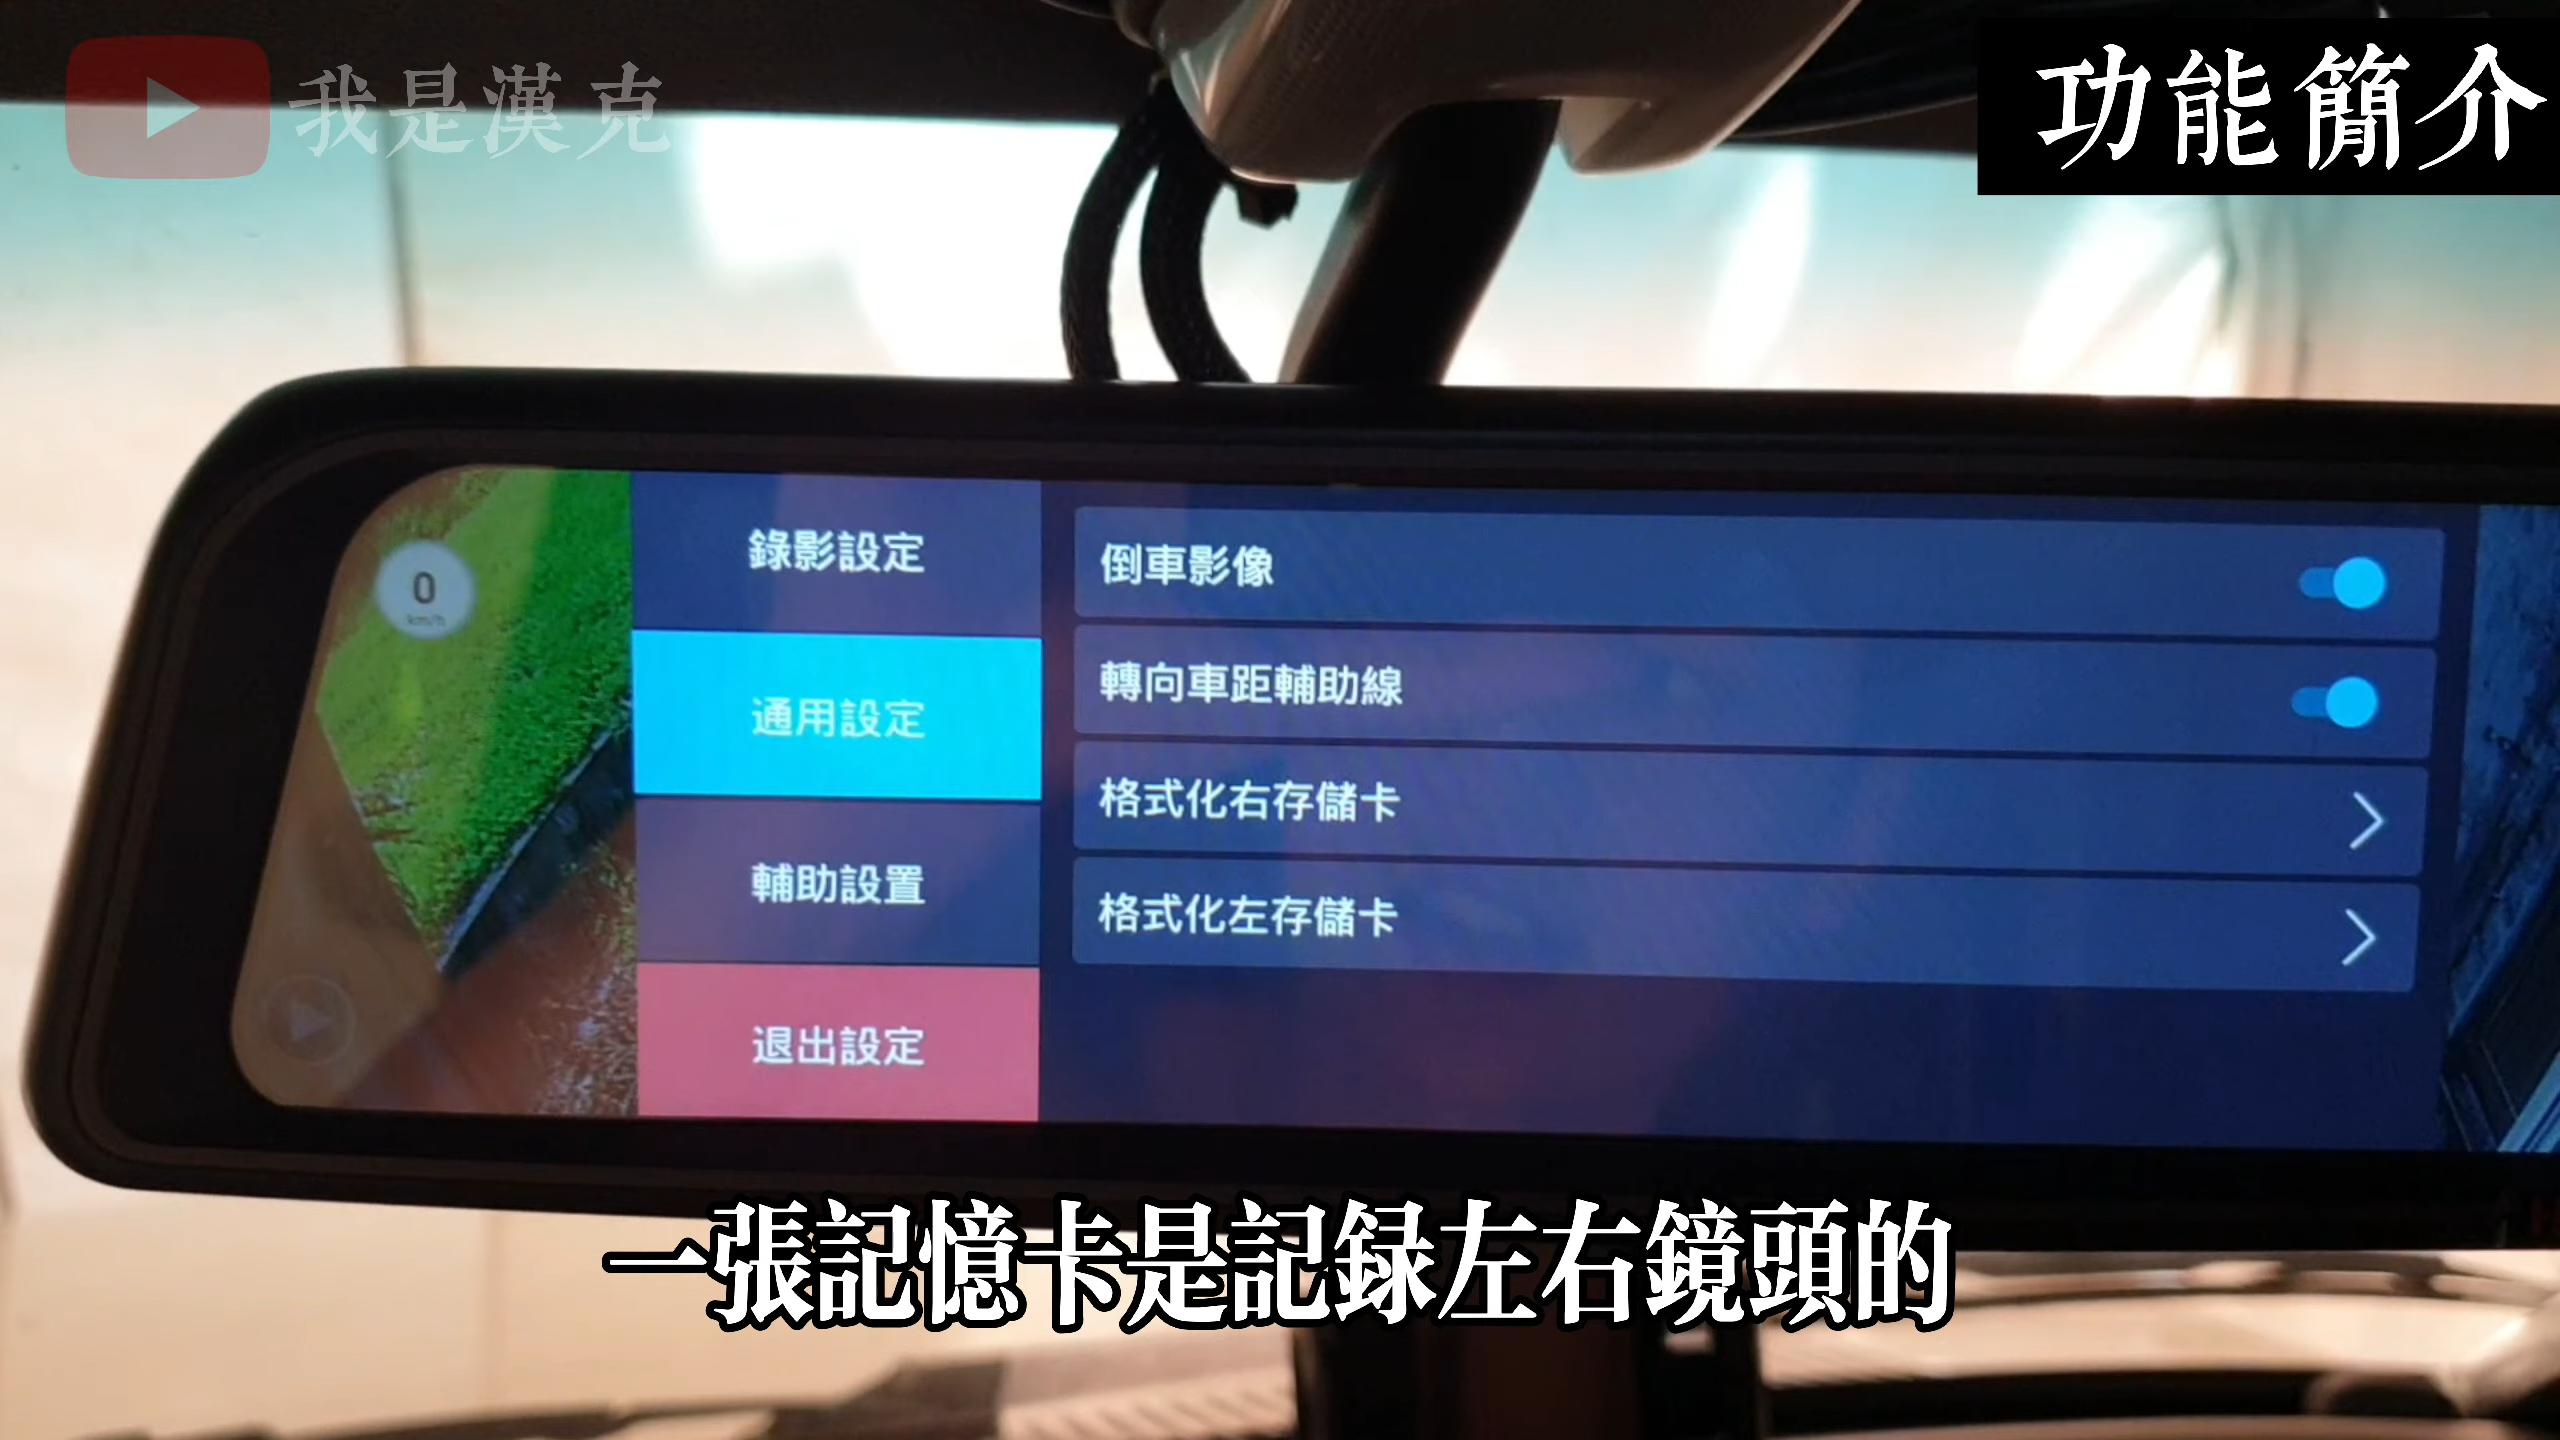 我是漢克
功能簡介
0
km/h
錄影設定
通用設定
輔助設置
退出設定
倒車影像
轉向車距輔助線
格式化右存儲卡
格式化左存儲卡
一張記憶卡是記録左右鏡頭的